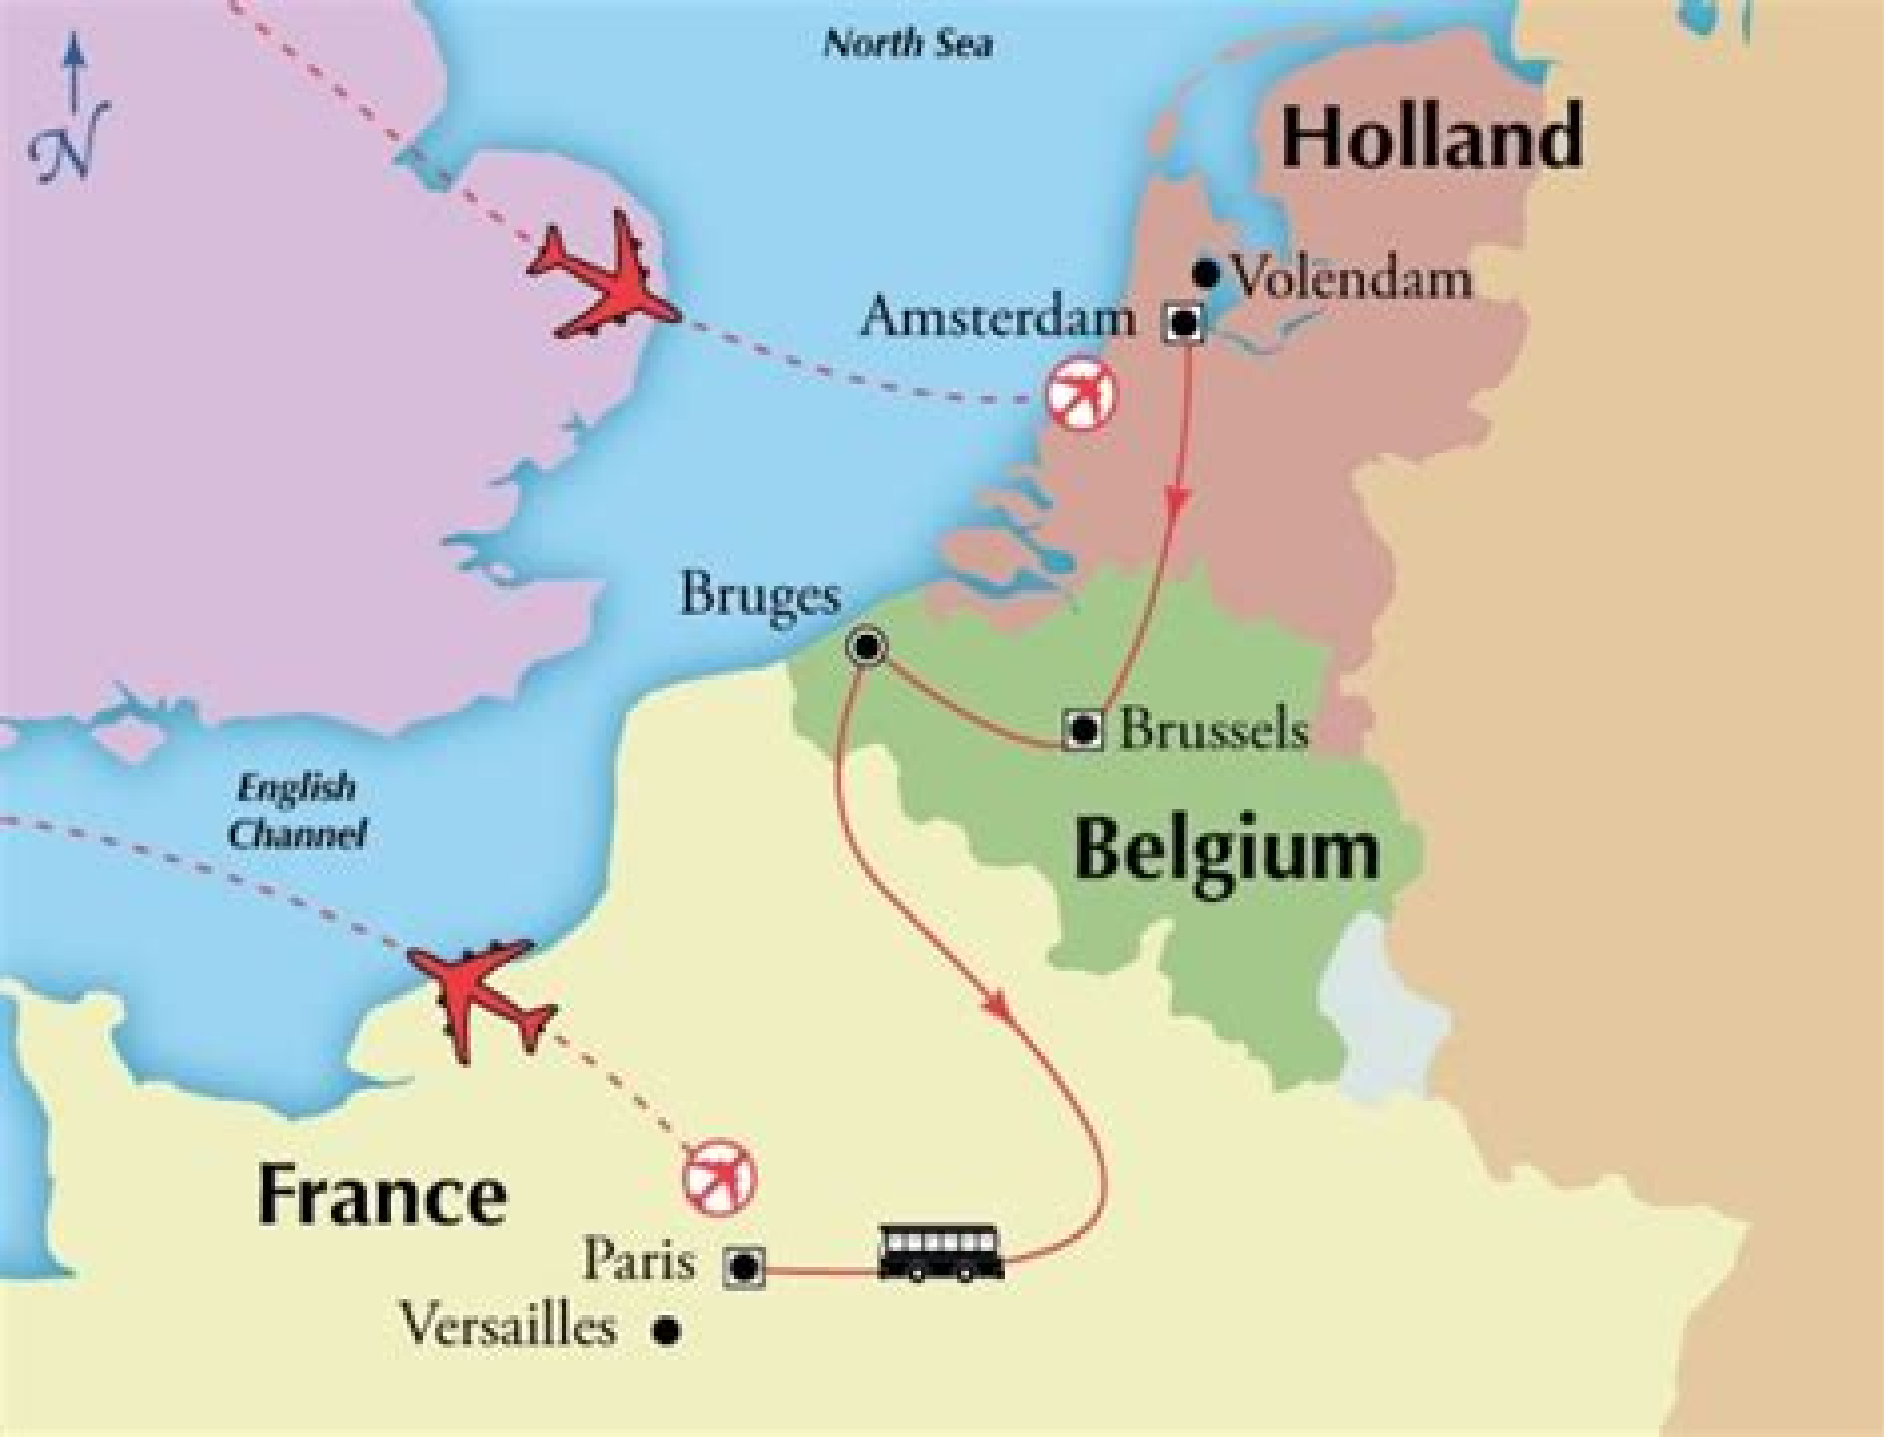 North Sea
N
Holland
Volendam
Amsterdam
Bruges
Brussels
English
Channel
Belgium
France
Paris
Versailles